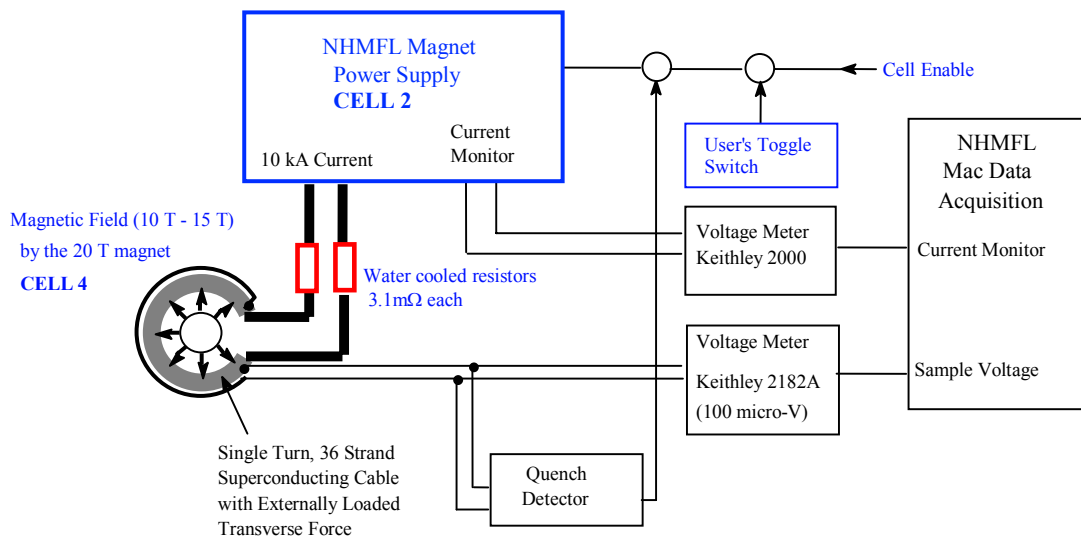 NHMFL Magnet
Power Supply
CELL 2
Current
Monitor
10 kA Current
Cell Enable
User's Toggle
Switch
NHMFL
Mac Data
Acquisition
Current Monitor
Sample Voltage
Magnetic Field (10 T - 15 T)
by the 20 T magnet
CELL 4
Water cooled resistors
3.1mΩ each
Voltage Meter
Keithley 2000
Voltage Meter
Keithley 2182A
(100 micro-V)
Single Turn, 36 Strand
Superconducting Cable
with Externally Loaded
Transverse Force
Quench
Detector